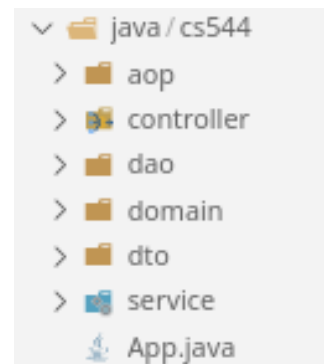 java/cs544
aop
controller
dao
domain
dto
service
App.java